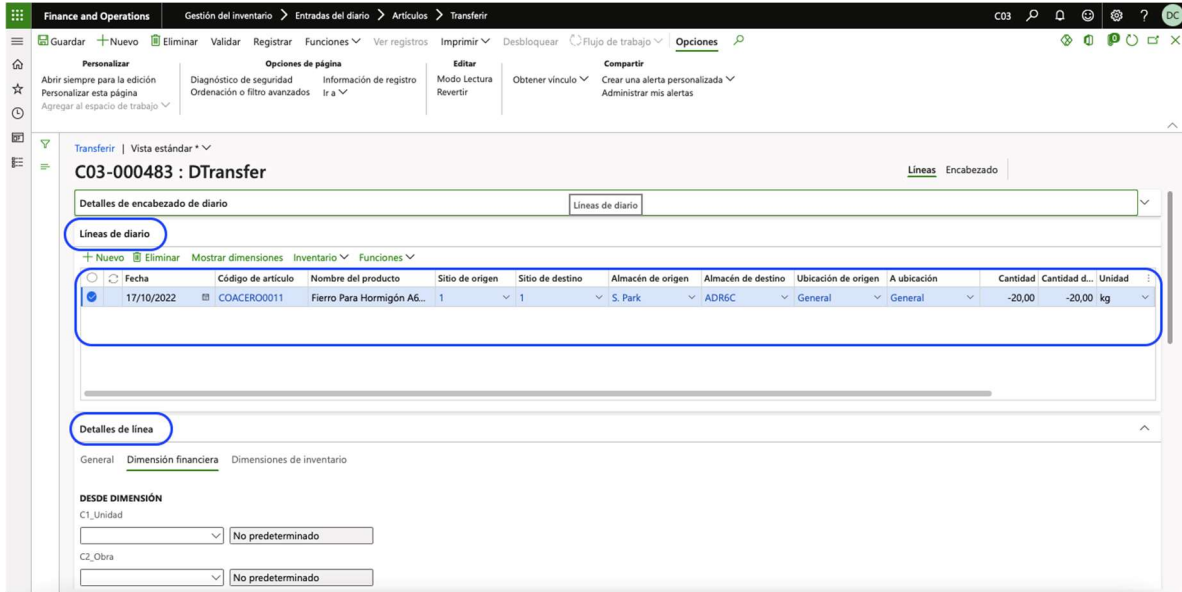 Finance and Operations Gestión del inventario > Entradas del diario > Artículos > Transferir C03 ? DC
Guardar + Nuevo Eliminar Validar Registrar Funciones Ver registros Imprimir Desbloquear Flujo de trabajo Opciones 0
Personalizar Opciones de página Editar Compartir
Abrir siempre para la edición Diagnóstico de seguridad Información de registro Modo Lectura Obtener vínculo Crear una alerta personalizada
Personalizar esta página Ordenación o filtro avanzados Ir a Revertir Administrar mis alertas
Agregar al espacio de trabajo
Transferir | Vista estándar *
C03-000483 : DTransfer Líneas Encabezado
Detalles de encabezado de diario Líneas de diario
Líneas de diario
+ Nuevo Eliminar Mostrar dimensiones Inventario Funciones
Fecha Código de artículo Nombre del producto Sitio de origen Sitio de destino Almacén de origen Almacén de destino Ubicación de origen A ubicación Cantidad Cantidad d... Unidad
17/10/2022 COACERO0011 Fierro Para Hormigón A6... 1 1 S. Park ADR6C General General -20,00 -20,00 kg
Detalles de línea
General Dimensión financiera Dimensiones de inventario
DESDE DIMENSIÓN
C1_Unidad
No predeterminado
C2_Obra
No predeterminado